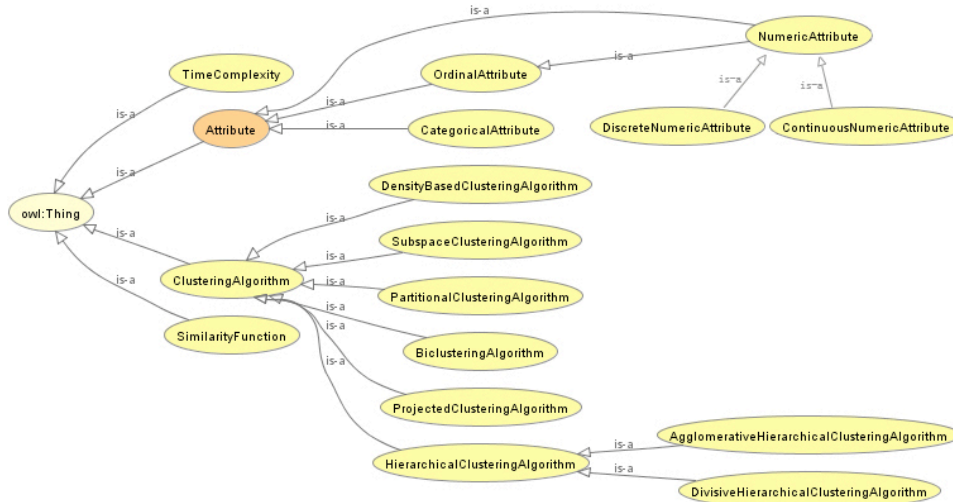 is-a
NumericAttribute
TimeComplexity
OrdinalAttribute
is-a
is-a
is-a
is-a
is-a
Attribute
is-a
CategoricalAttribute
DiscreteNumericAttribute
ContinuousNumericAttribute
is-a
DensityBasedClusteringAlgorithm
is-a
owl:Thing
is-a
SubspaceClusteringAlgorithm
is-a
ClusteringAlgorithm
is-a
is-a
PartitionalClusteringAlgorithm
is-a
is-a
SimilarityFunction
is-a
BiclusteringAlgorithm
is-a
ProjectedClusteringAlgorithm
AgglomerativeHierarchicalClusteringAlgorithm
is-a
HierarchicalClusteringAlgorithm
is-a
DivisiveHierarchicalClusteringAlgorithm